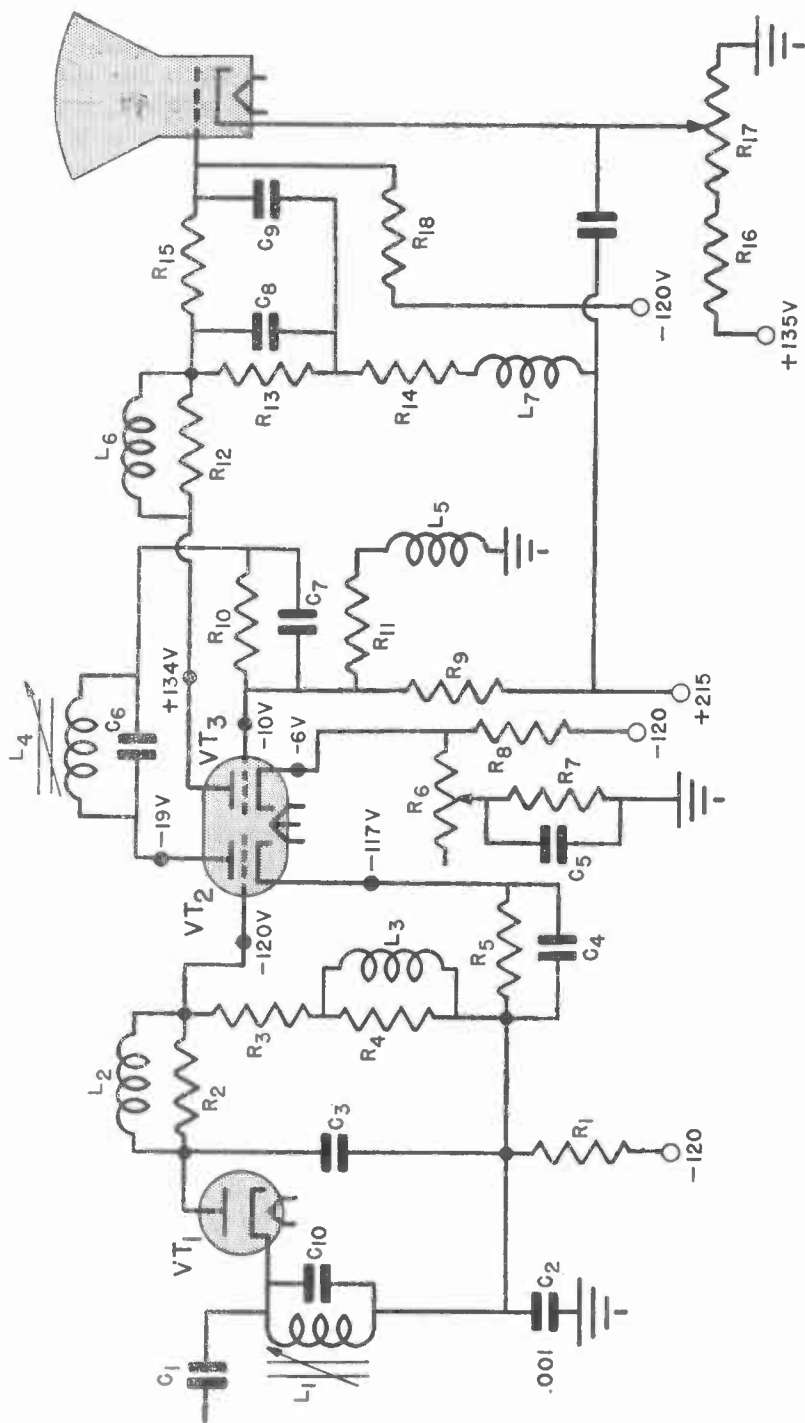 C1
L1
C10
VT1
C2
.001
L2
R2
C3
R1
-120
R3
R4
L3
R5
C4
-120V
VT2
-19V
-117V
L4
C6
VT3
-10V
-6V
R6
C5
R7
R8
-120
+134V
R10
C7
R11
L5
R9
+215
L6
R12
R13
C8
R14
L7
R15
C9
R18
-120V
R16
R17
+135V